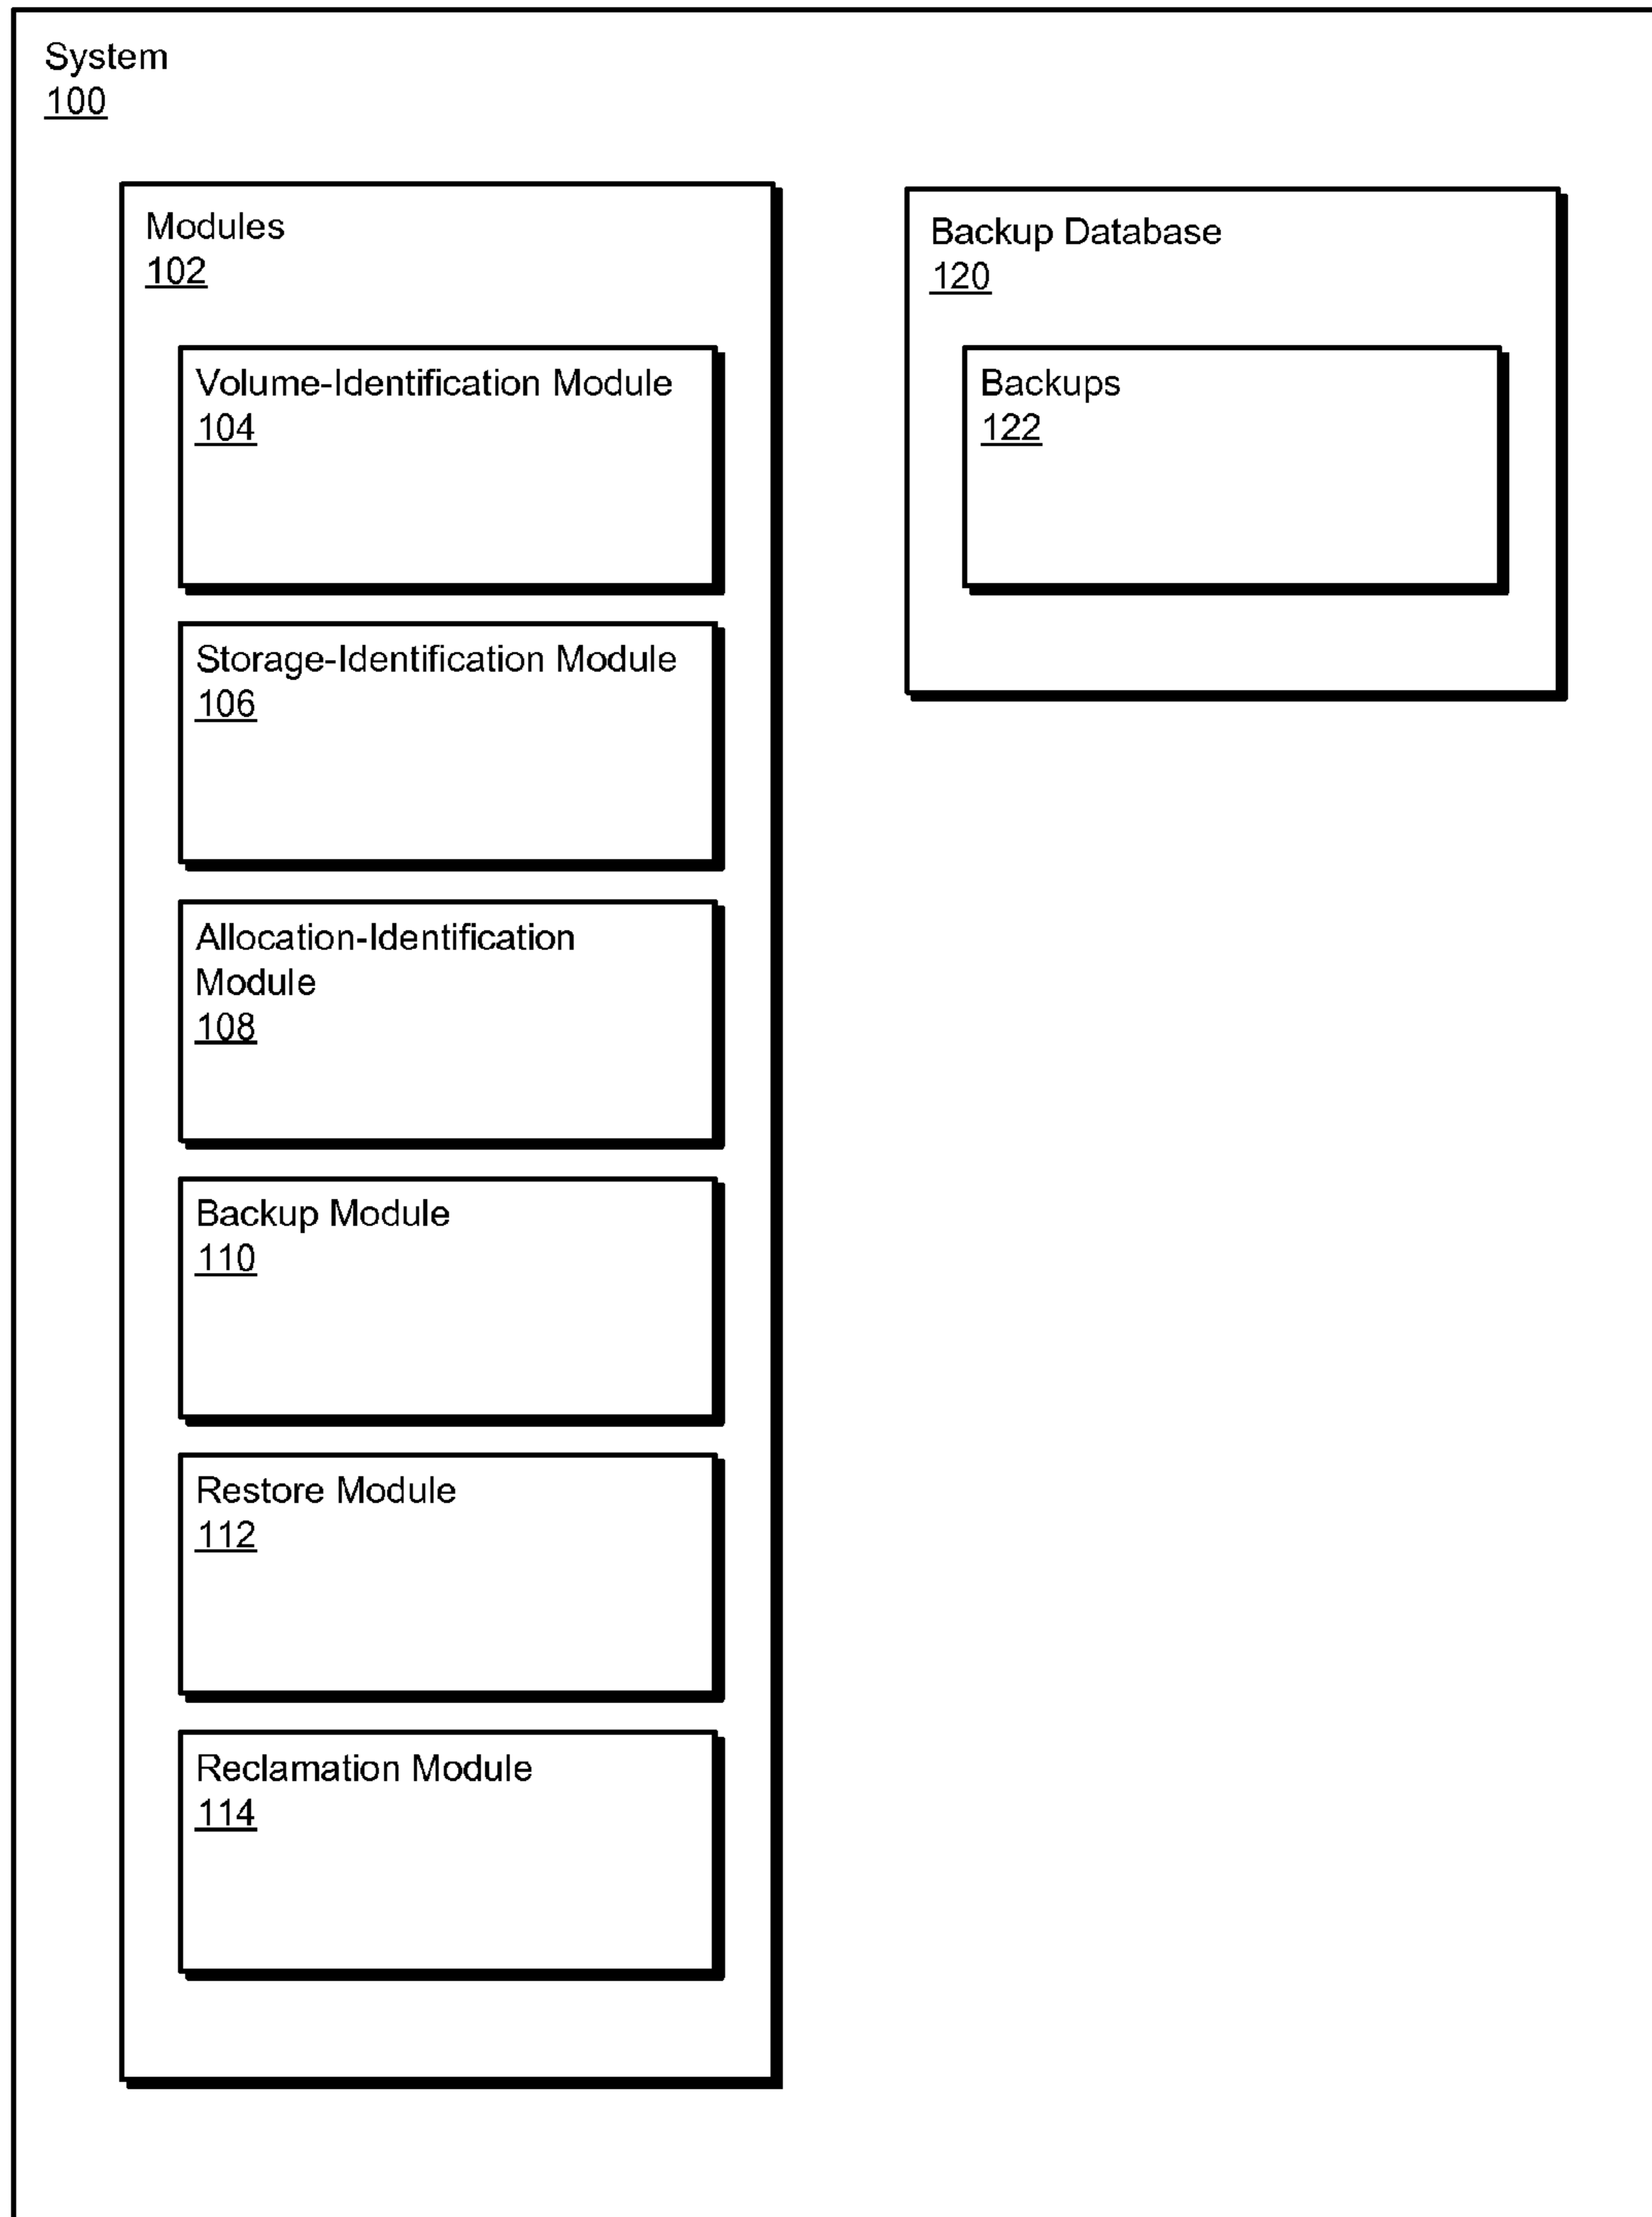 System
100
Modules
102
Volume-Identification Module
104
Storage-Identification Module
106
Allocation-Identification
Module
108
Backup Module
110
Restore Module
112
Reclamation Module
114
Backup Database
120
Backups
122